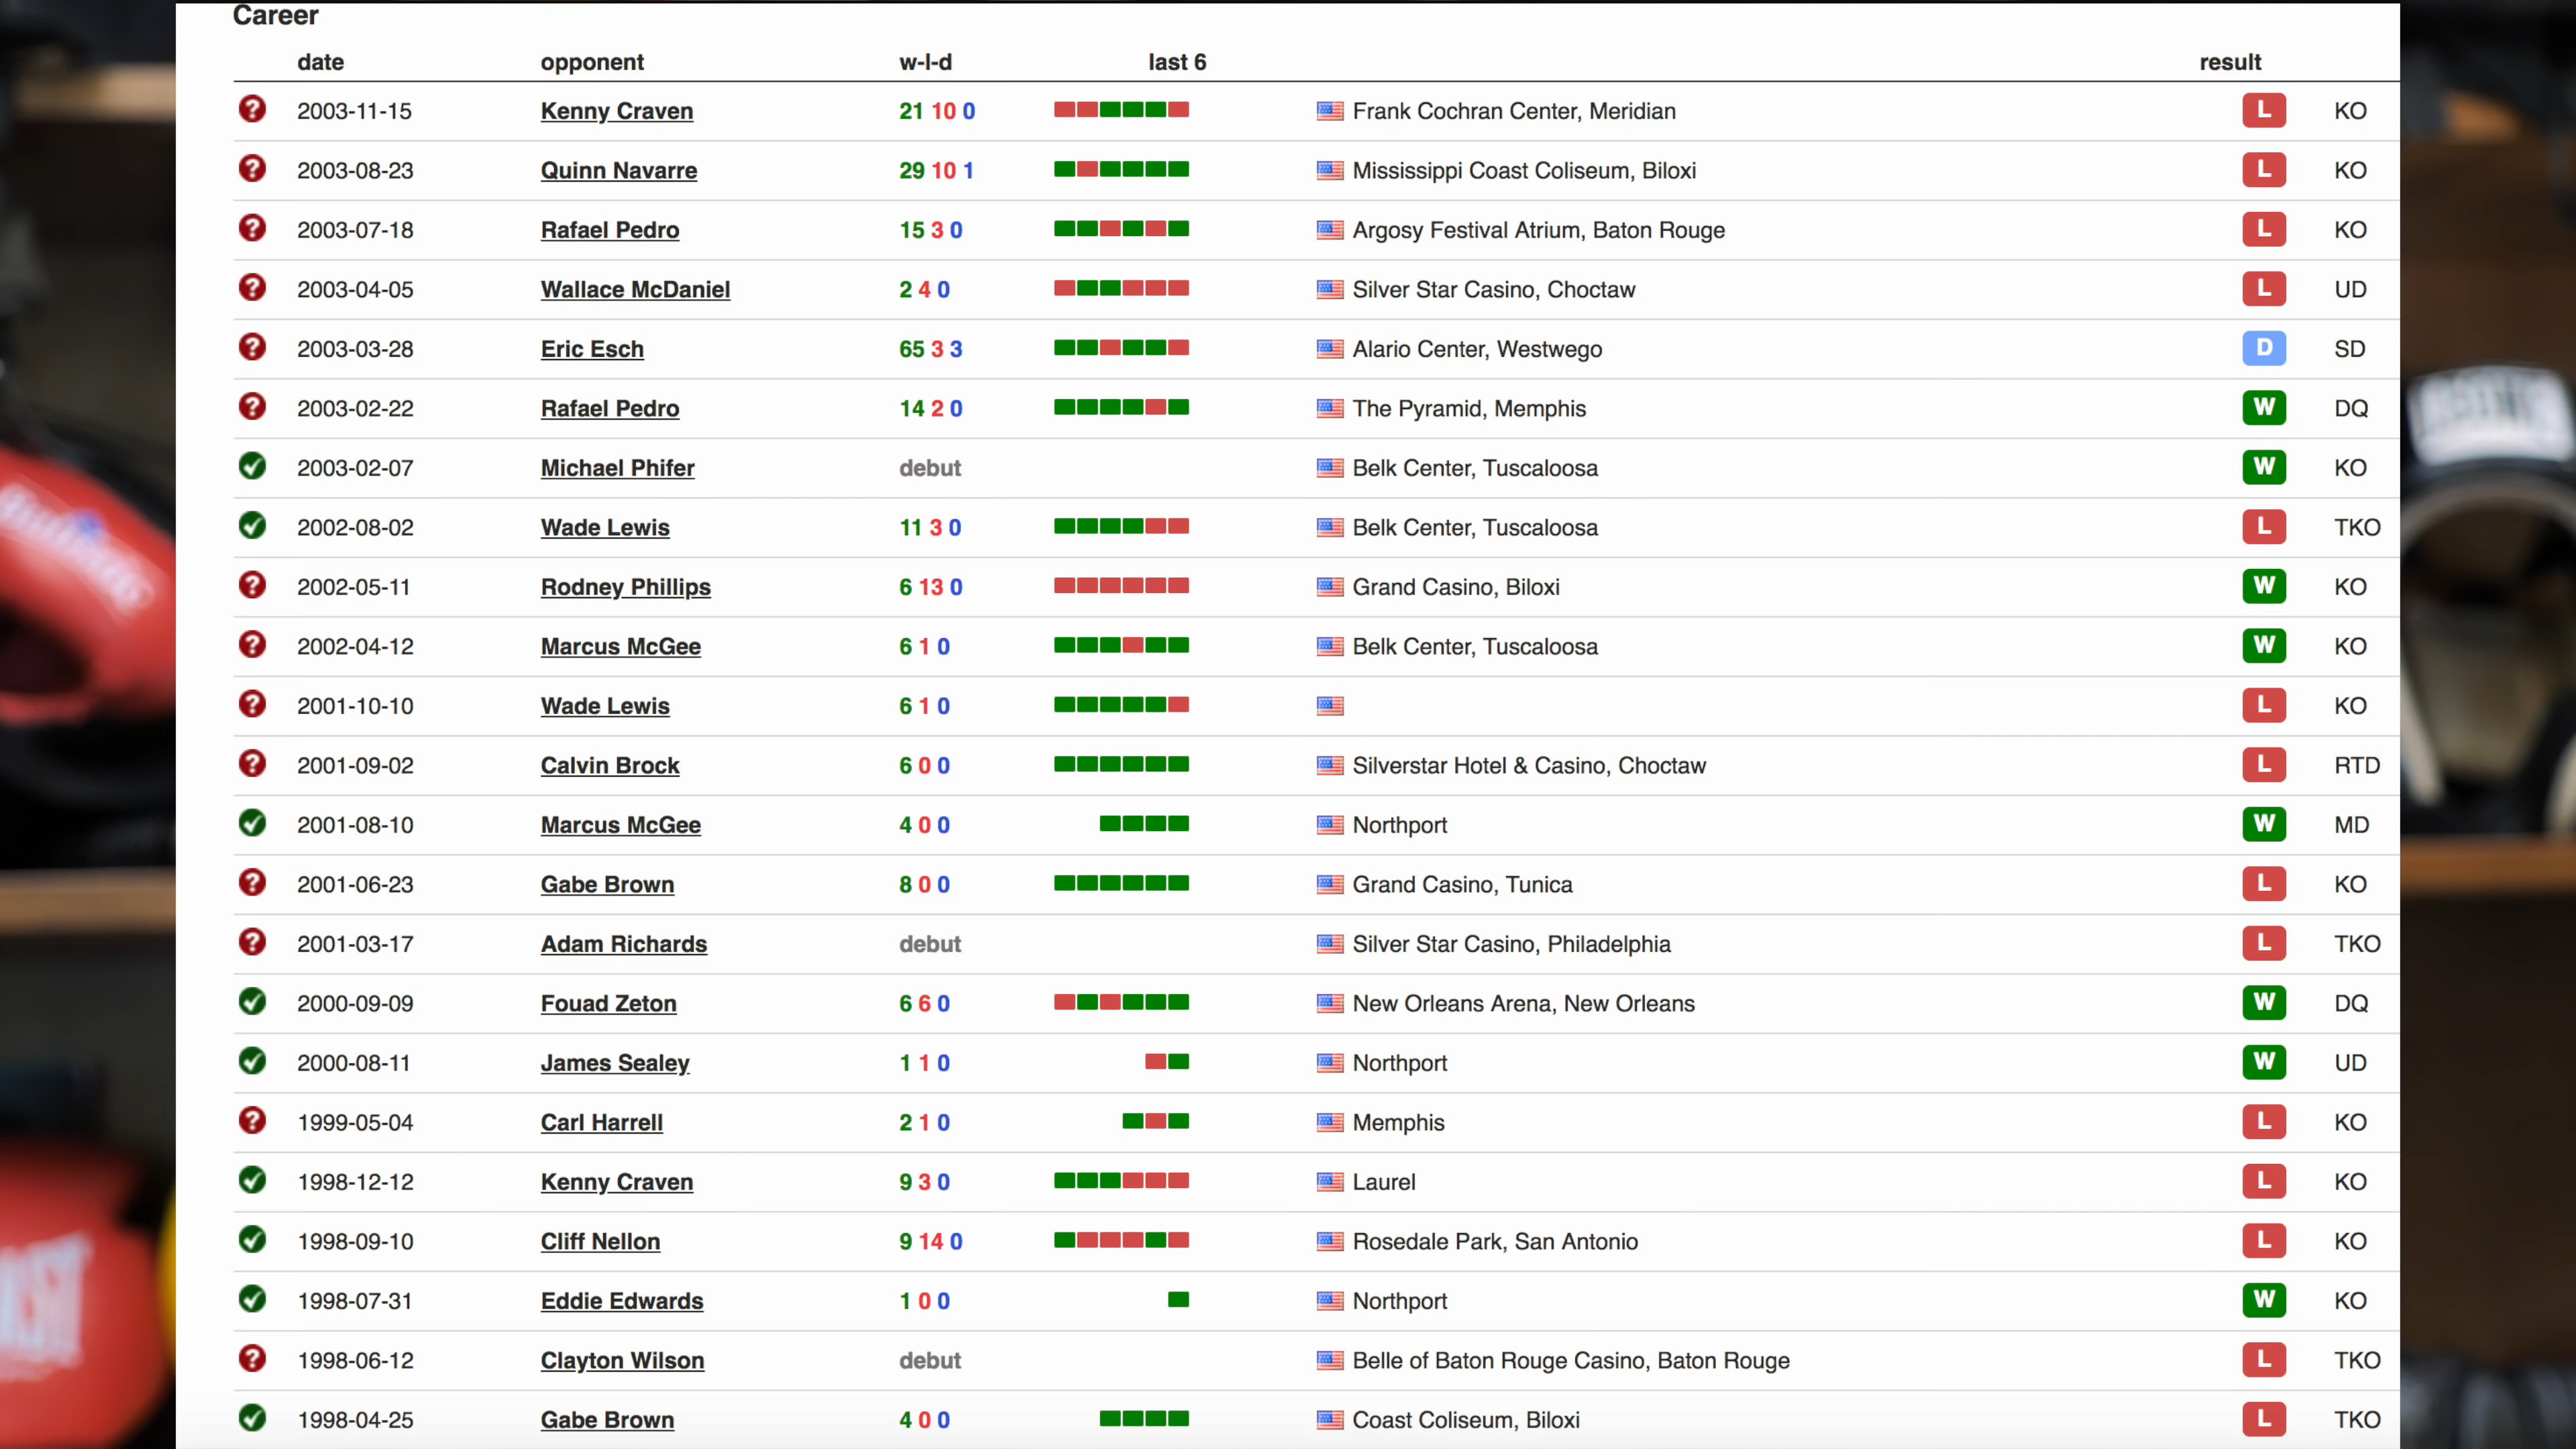 Career
date opponent w-l-d last 6 result
2003-11-15 Kenny Craven 21 10 0 Frank Cochran Center, Meridian L KO
2003-08-23 Quinn Navarre 29 10 1 Mississippi Coast Coliseum, Biloxi L KO
2003-07-18 Rafael Pedro 15 3 0 Argosy Festival Atrium, Baton Rouge L KO
2003-04-05 Wallace McDaniel 2 4 0 Silver Star Casino, Choctaw L UD
2003-03-28 Eric Esch 65 3 3 Alario Center, Westwego D SD
2003-02-22 Rafael Pedro 14 2 0 The Pyramid, Memphis W DQ
2003-02-07 Michael Phifer debut Belk Center, Tuscaloosa W KO
2002-08-02 Wade Lewis 11 3 0 Belk Center, Tuscaloosa L TKO
2002-05-11 Rodney Phillips 6 13 0 Grand Casino, Biloxi W KO
2002-04-12 Marcus McGee 6 1 0 Belk Center, Tuscaloosa W KO
2001-10-10 Wade Lewis 6 1 0 L KO
2001-09-02 Calvin Brock 6 0 0 Silverstar Hotel & Casino, Choctaw L RTD
2001-08-10 Marcus McGee 4 0 0 Northport W MD
2001-06-23 Gabe Brown 8 0 0 Grand Casino, Tunica L KO
2001-03-17 Adam Richards debut Silver Star Casino, Philadelphia L TKO
2000-09-09 Fouad Zeton 6 6 0 New Orleans Arena, New Orleans W DQ
2000-08-11 James Sealey 1 1 0 Northport W UD
1999-05-04 Carl Harrell 2 1 0 Memphis L KO
1998-12-12 Kenny Craven 9 3 0 Laurel L KO
1998-09-10 Cliff Nellon 9 14 0 Rosedale Park, San Antonio L KO
1998-07-31 Eddie Edwards 1 0 0 Northport W KO
1998-06-12 Clayton Wilson debut Belle of Baton Rouge Casino, Baton Rouge L TKO
1998-04-25 Gabe Brown 4 0 0 Coast Coliseum, Biloxi L TKO